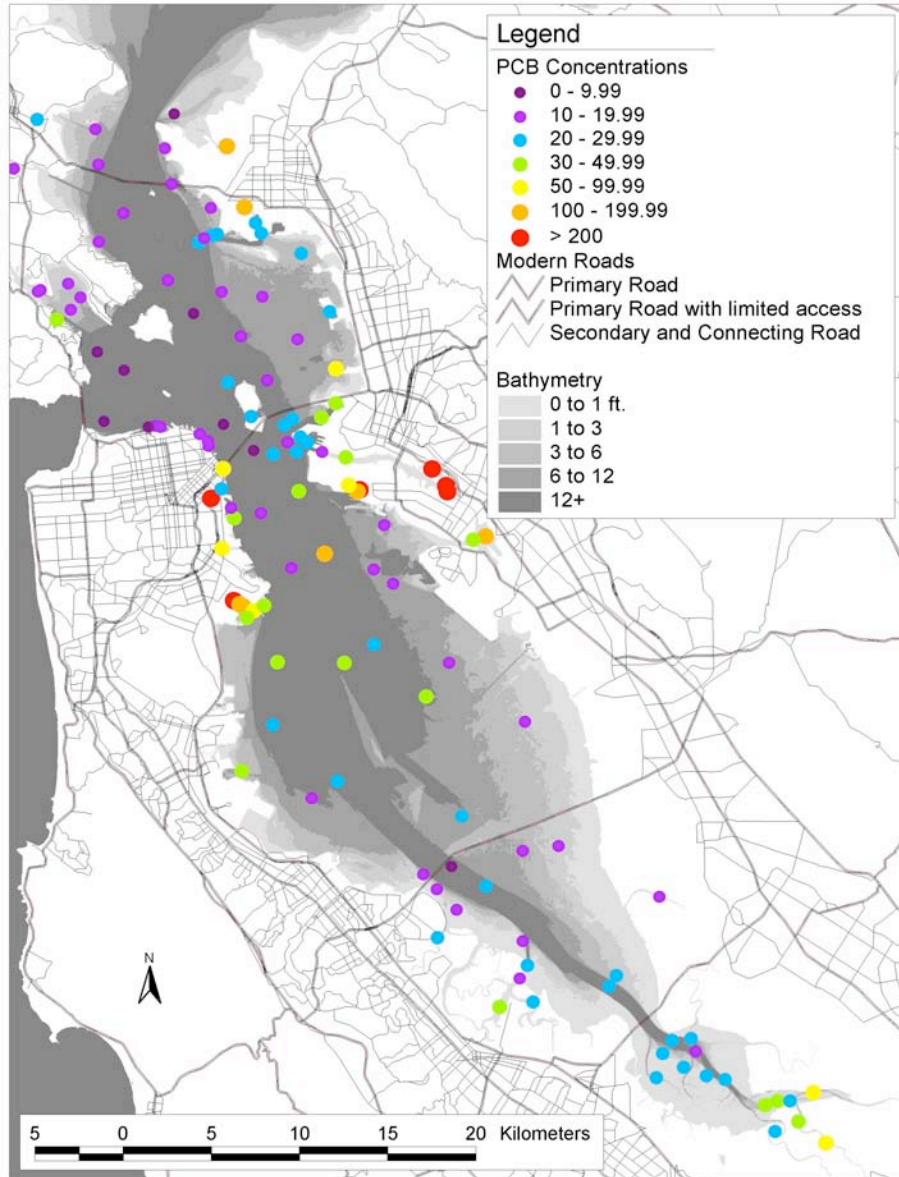 Legend
PCB Concentrations
0 - 9.99
10 - 19.99
20 - 29.99
30 - 49.99
50 - 99.99
100 - 199.99
> 200
Modern Roads
Primary Road
Primary Road with limited access
Secondary and Connecting Road
Bathymetry
0 to 1 ft.
1 to 3
3 to 6
6 to 12
12+
N
5 0 5 10 15 20 Kilometers